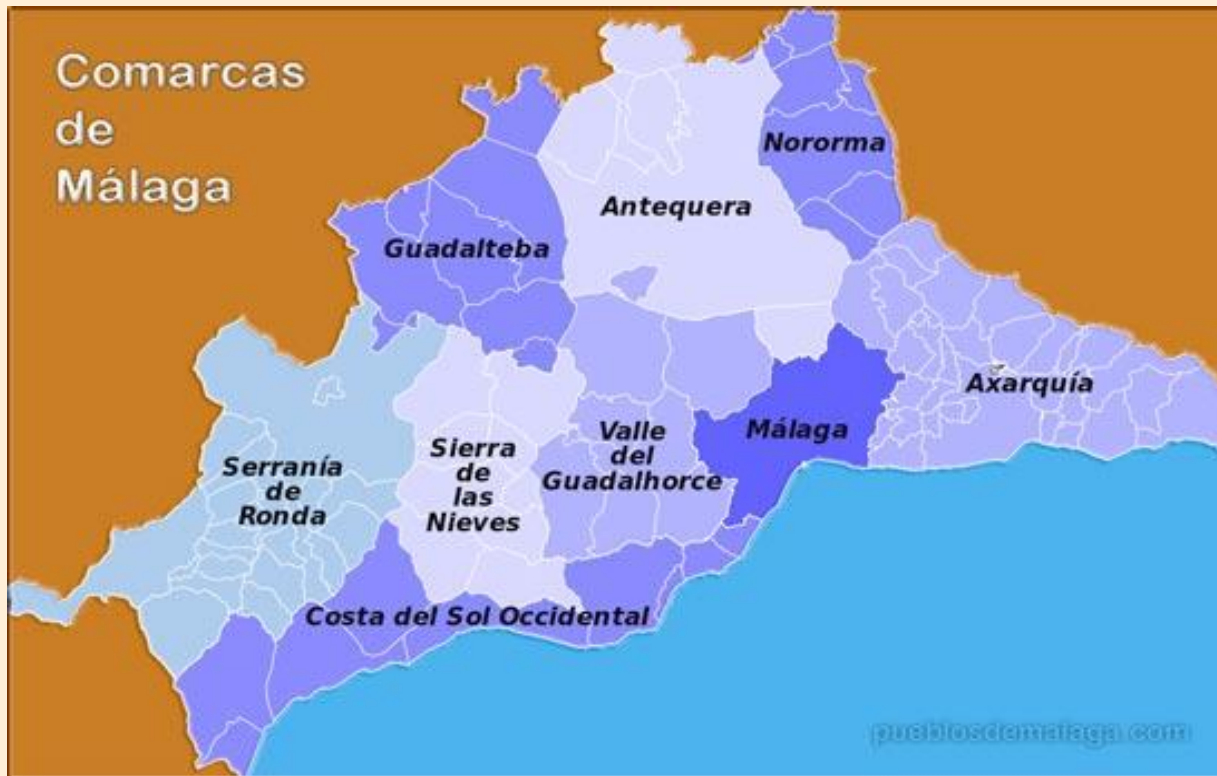 Comarcas
de
Málaga
Nororma
Antequera
Guadalteba
Axarquía
Málaga
Valle
del
Guadalhorce
Sierra
de
las
Nieves
Serranía
de
Ronda
Costa del Sol Occidental
pueblosdemalaga.com